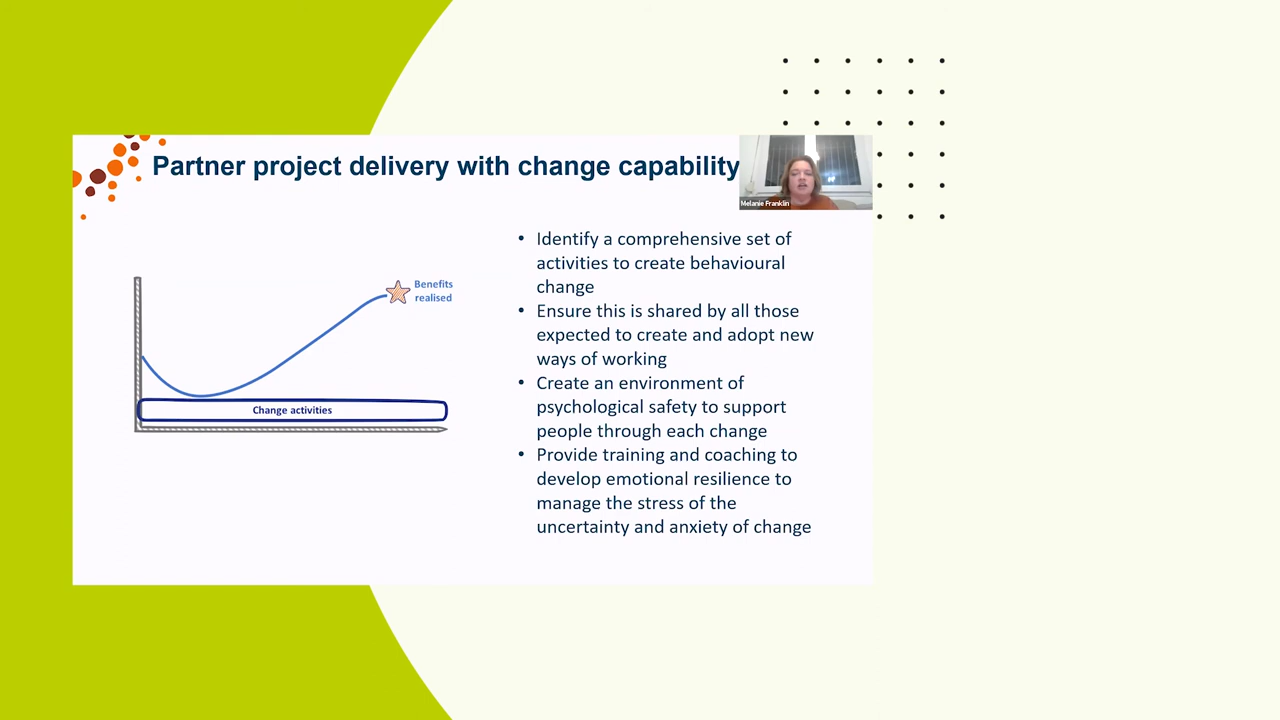 Partner project delivery with change capability
Melanie Franklin
Benefits
realised
Change activities
• Identify a comprehensive set of
activities to create behavioural
change
• Ensure this is shared by all those
expected to create and adopt new
ways of working
• Create an environment of
psychological safety to support
people through each change
• Provide training and coaching to
develop emotional resilience to
manage the stress of the
uncertainty and anxiety of change